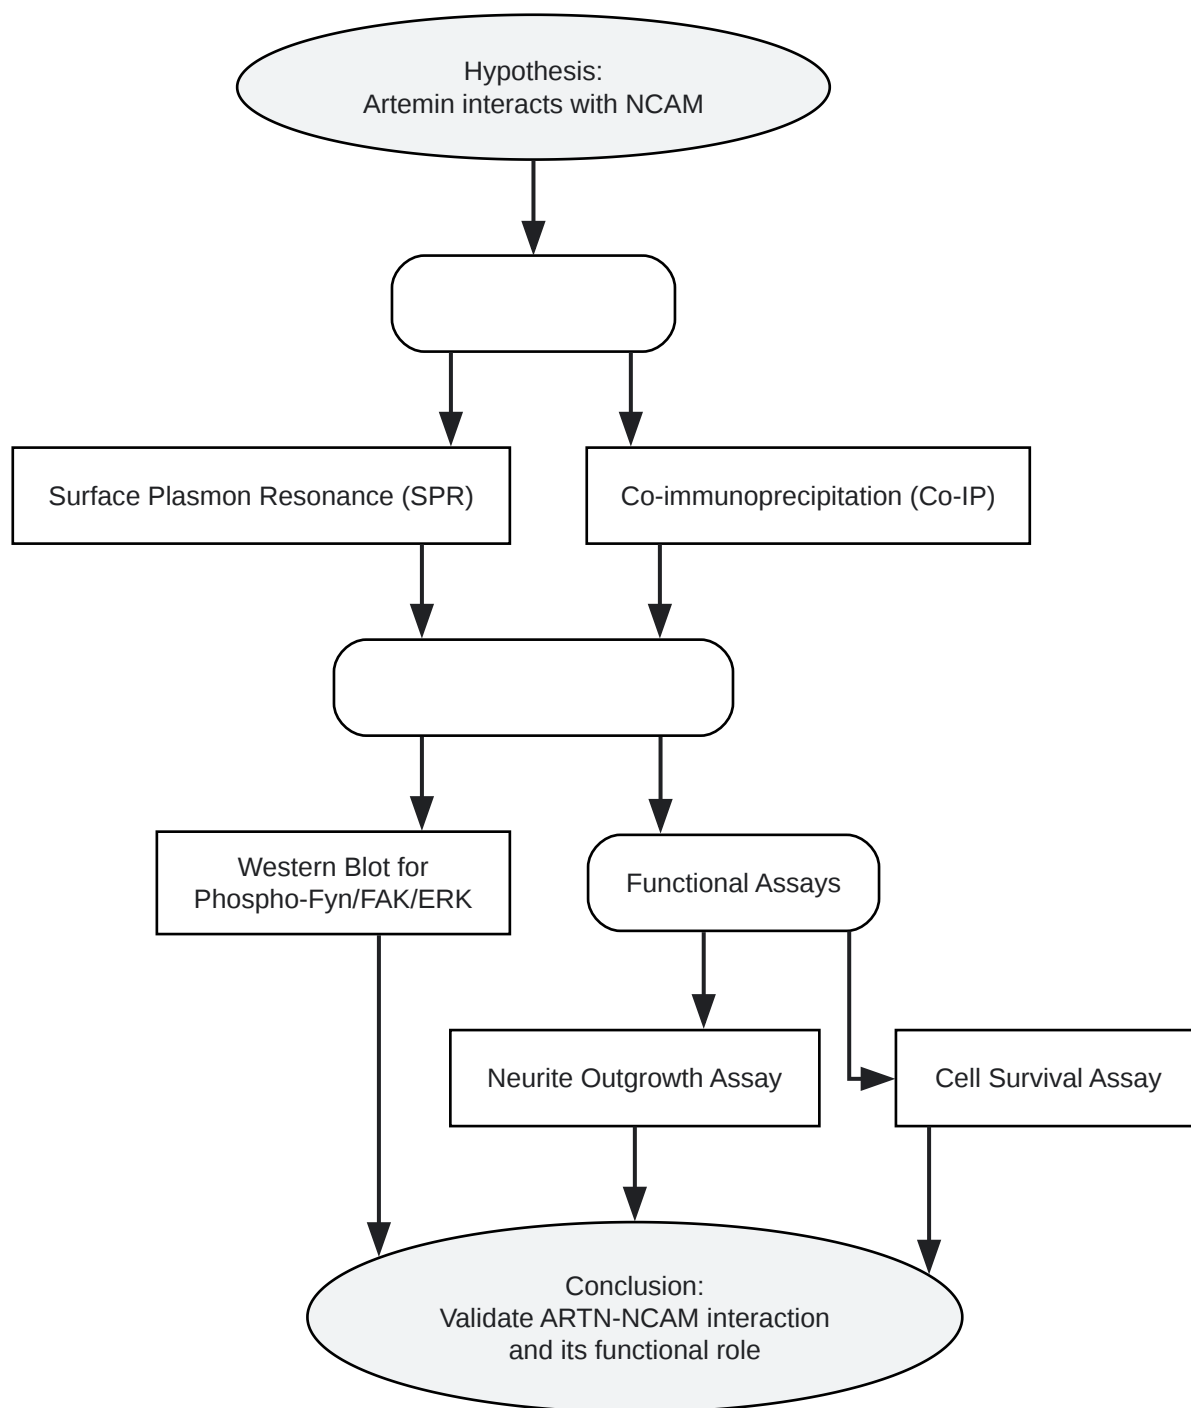 Hypothesis:
Artemin interacts with NCAM
Surface Plasmon Resonance (SPR)
Co-immunoprecipitation (Co-IP)
Western Blot for
Phospho-Fyn/FAK/ERK
Functional Assays
Neurite Outgrowth Assay
Cell Survival Assay
Conclusion:
Validate ARTN-NCAM interaction
and its functional role